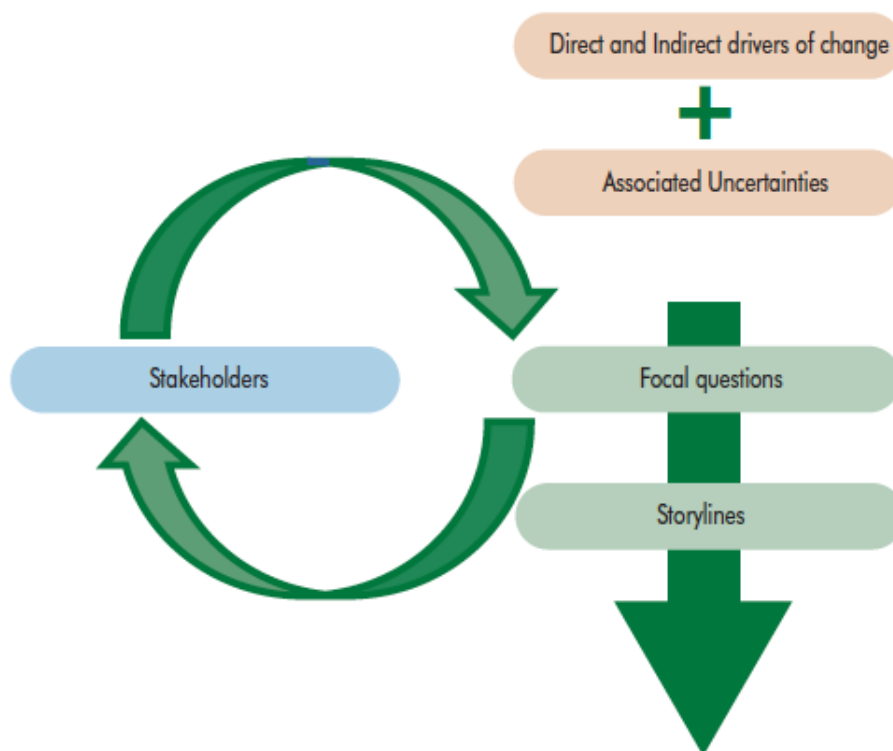 Direct and Indirect drivers of change
+
Associated Uncertainties
Stakeholders
Focal questions
Storylines